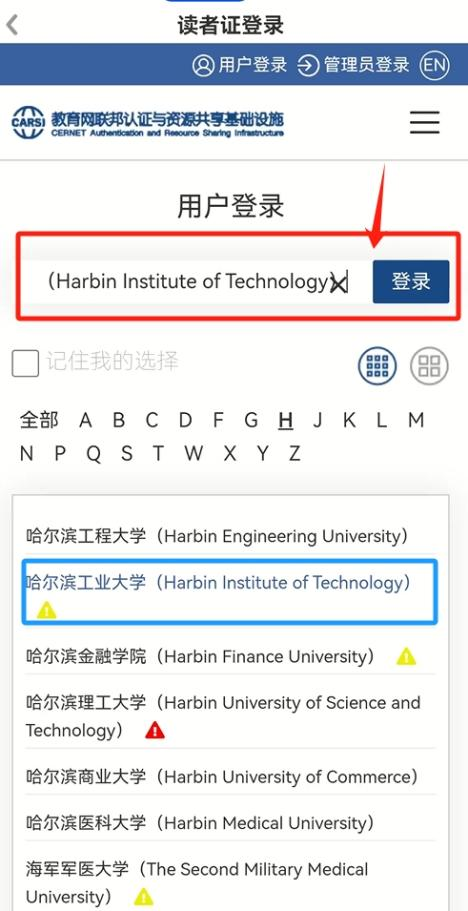 读者证登录
用户登录 管理员登录 EN
CARSI 教育网联邦认证与资源共享基础设施
CERNET Authentication and Resource Sharing Infrastructure
用户登录
（Harbin Institute of Technology） 登录
记住我的选择
全部 A B C D F G H J K L M
N P Q S T W X Y Z
哈尔滨工程大学（Harbin Engineering University）
哈尔滨工业大学（Harbin Institute of Technology）
哈尔滨金融学院（Harbin Finance University）
哈尔滨理工大学（Harbin University of Science and
Technology）
哈尔滨商业大学（Harbin University of Commerce）
哈尔滨医科大学（Harbin Medical University）
海军军医大学（The Second Military Medical
University）